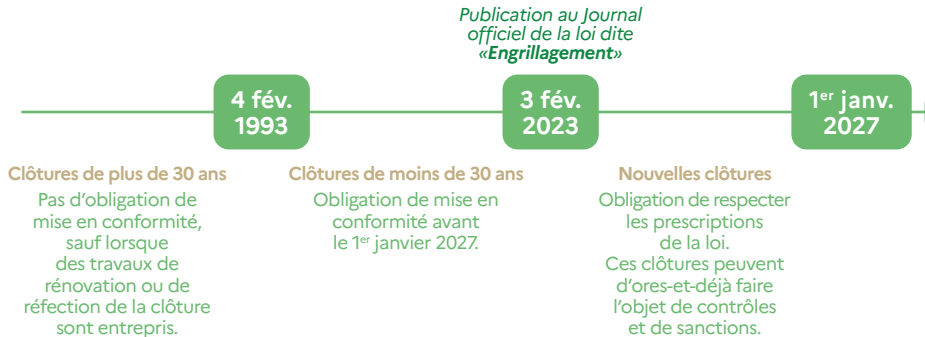 Publication au Journal
officiel de la loi dite
«Engrillagement»
4 fév.
1993
3 fév.
2023
1er janv.
2027
Clôtures de plus de 30 ans
Pas d'obligation de
mise en conformité,
sauf lorsque
des travaux de
rénovation ou de
réfection de la clôture
sont entrepris.
Clôtures de moins de 30 ans
Obligation de mise en
conformité avant
le 1er janvier 2027.
Nouvelles clôtures
Obligation de respecter
les prescriptions
de la loi.
Ces clôtures peuvent
d'ores-et-déjà faire
l'objet de contrôles
et de sanctions.